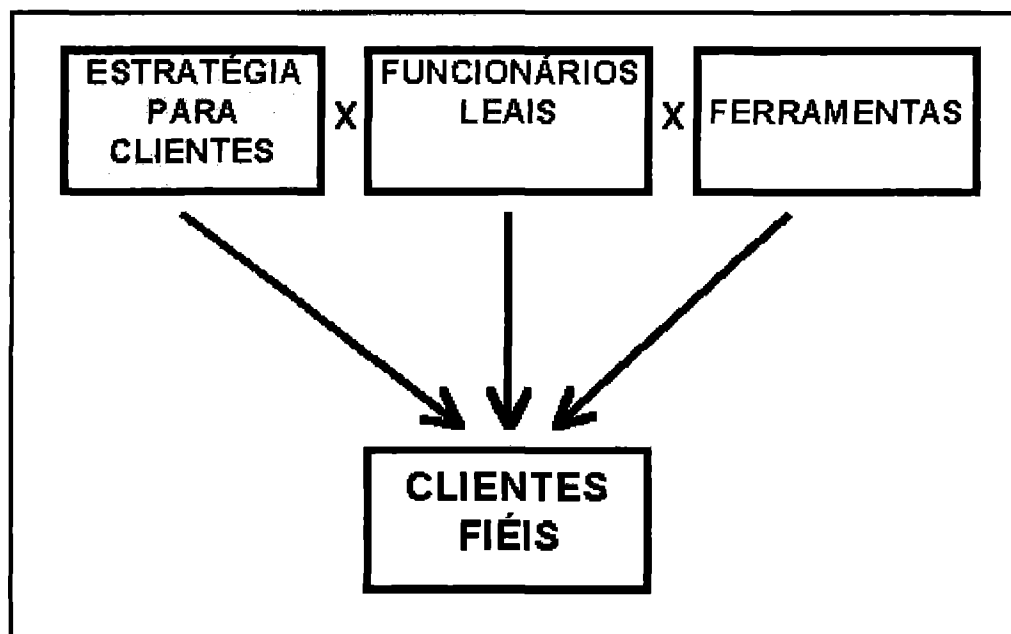 ESTRATÉGIA
PARA
CLIENTES
X
FUNCIONÁRIOS
LEAIS
X
FERRAMENTAS
CLIENTES
FIÉIS